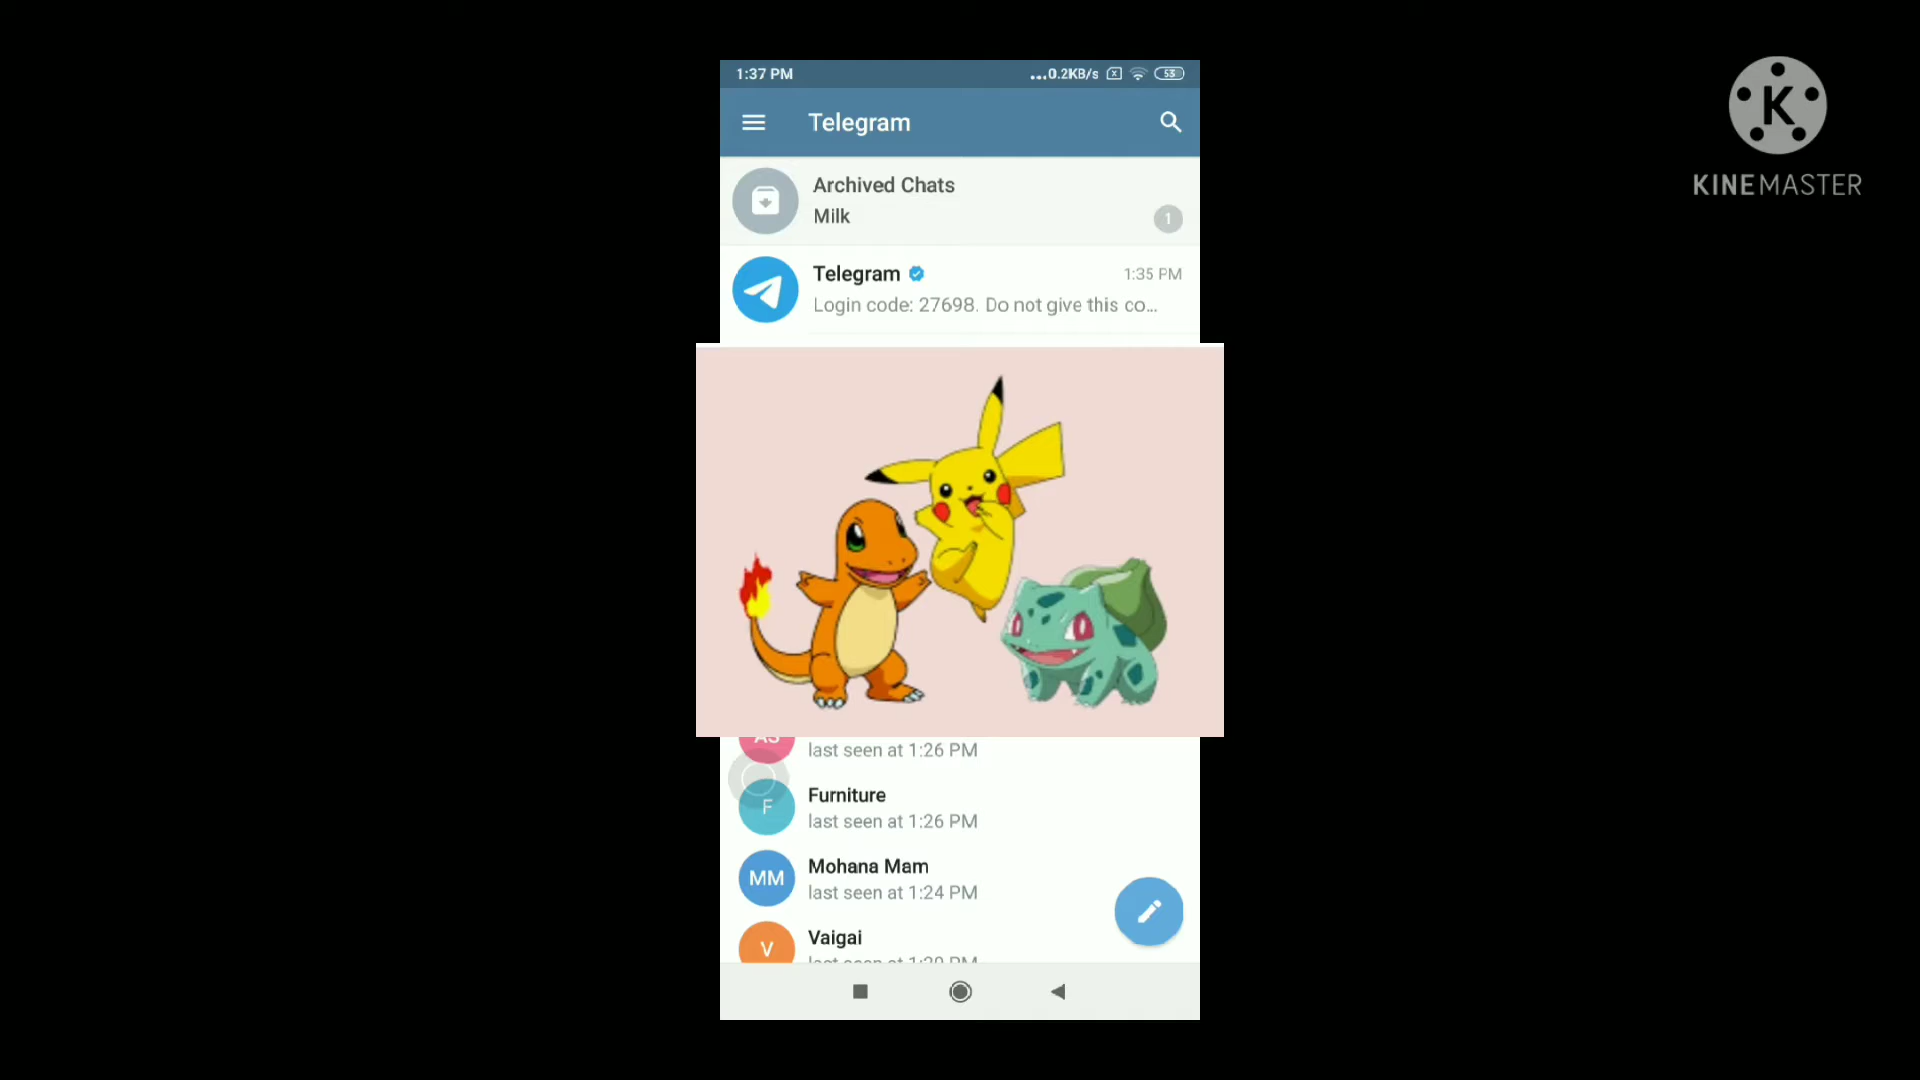 1:37 PM
...0.2KB/s
53
Telegram
KINEMASTER
Archived Chats
Milk
1
Telegram
1:35 PM
Login code: 27698. Do not give this co...
last seen at 1:26 PM
Furniture
F
last seen at 1:26 PM
Mohana Mam
MM
last seen at 1:24 PM
Vaigai
V